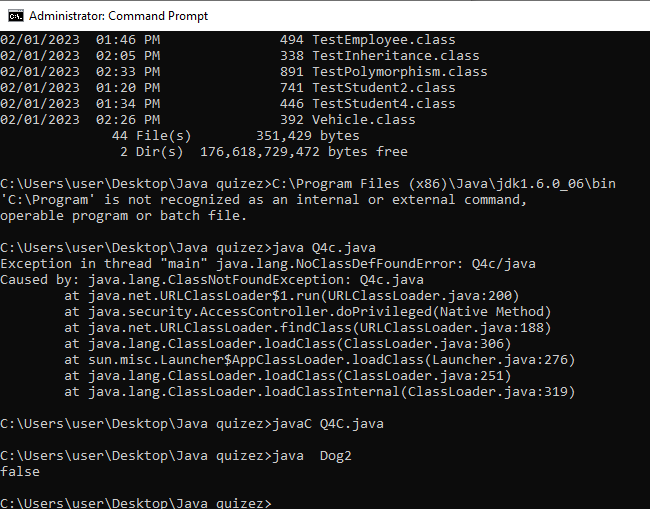 Administrator: Command Prompt
02/01/2023  01:46 PM               494 TestEmployee.class
02/01/2023  02:05 PM               338 TestInheritance.class
02/01/2023  02:33 PM               891 TestPolymorphism.class
02/01/2023  01:20 PM               741 TestStudent2.class
02/01/2023  01:34 PM               446 TestStudent4.class
02/01/2023  02:26 PM               392 Vehicle.class
              44 File(s)        351,429 bytes
               2 Dir(s)  176,618,729,472 bytes free
C:\Users\user\Desktop\Java quizez>C:\Program Files (x86)\Java\jdk1.6.0_06\bin
'C:\Program' is not recognized as an internal or external command,
operable program or batch file.
C:\Users\user\Desktop\Java quizez>java Q4c.java
Exception in thread "main" java.lang.NoClassDefFoundError: Q4c/java
Caused by: java.lang.ClassNotFoundException: Q4c.java
        at java.net.URLClassLoader$1.run(URLClassLoader.java:200)
        at java.security.AccessController.doPrivileged(Native Method)
        at java.net.URLClassLoader.findClass(URLClassLoader.java:188)
        at java.lang.ClassLoader.loadClass(ClassLoader.java:306)
        at sun.misc.Launcher$AppClassLoader.loadClass(Launcher.java:276)
        at java.lang.ClassLoader.loadClass(ClassLoader.java:251)
        at java.lang.ClassLoader.loadClassInternal(ClassLoader.java:319)
C:\Users\user\Desktop\Java quizez>javaC Q4C.java
C:\Users\user\Desktop\Java quizez>java  Dog2
false
C:\Users\user\Desktop\Java quizez>